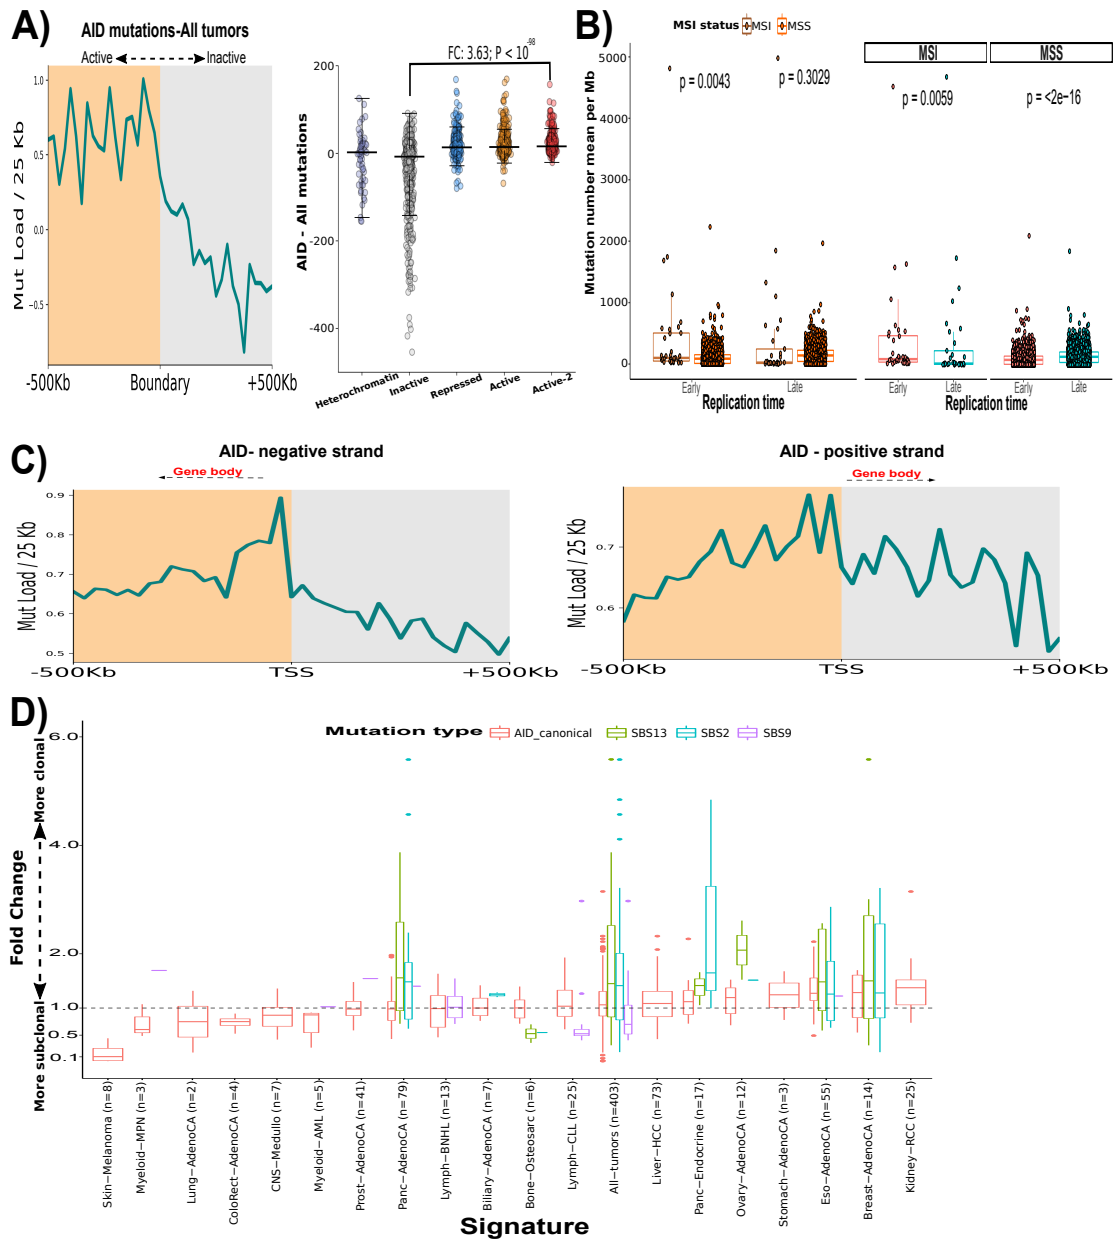 A)
AID mutations-All tumors
Active Inactive
Mut Load / 25 Kb
1.0
0.5
0.0
−0.5
-500Kb Boundary +500Kb
FC: 3.63; P < 10^-98
AID - All mutations
200
0
−200
−400
Heterochromatin Inactive Repressed Active Active-2
B)
MSI status MSI MSS
Mutation number mean per Mb
5000
4000
3000
2000
1000
0
p = 0.0043 p = 0.3029
Early Late
Replication time
MSI MSS
p = 0.0059 p = <2e−16
Early Late Early Late
Replication time
C)
AID- negative strand
Gene body
Mut Load / 25 Kb
0.9
0.8
0.7
0.6
0.5
-500Kb TSS +500Kb
AID - positive strand
Gene body
Mut Load / 25 Kb
0.7
0.6
-500Kb TSS +500Kb
D)
Mutation type AID_canonical SBS13 SBS2 SBS9
Fold Change
More subclonal More clonal
6.0
4.0
2.0
1.0
0.5
0.1
Skin−Melanoma (n=8)
Myeloid−MPN (n=3)
Lung−AdenoCA (n=2)
ColoRect−AdenoCA (n=4)
CNS−Medullo (n=7)
Myeloid−AML (n=5)
Prost−AdenoCA (n=41)
Panc−AdenoCA (n=79)
Lymph−BNHL (n=13)
Biliary−AdenoCA (n=7)
Bone−Osteosarc (n=6)
Lymph−CLL (n=25)
All−tumors (n=403)
Liver−HCC (n=73)
Panc−Endocrine (n=17)
Ovary−AdenoCA (n=12)
Stomach−AdenoCA (n=3)
Eso−AdenoCA (n=55)
Breast−AdenoCA (n=14)
Kidney−RCC (n=25)
Signature